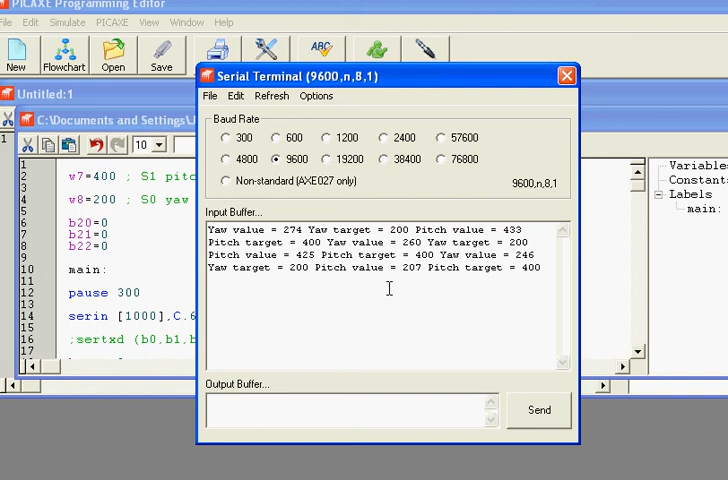 PICAXE Programming Editor
File Edit Simulate PICAXE View Window Help
New Flowchart Open Save
ABC
Untitled:1
C:\Documents and Settings\J
10
1
2 w7=400 ; S1 pitc
3
4 w8=200 ; S0 yaw
5
6 b20=0
7 b21=0
8 b22=0
9
10 main:
11
12 pause 300
13
14 serin [1000],C.6
15
16 ;sertxd (b0,b1,b
17
Variables
Constants
Labels
main:
Serial Terminal (9600,n,8,1)
File Edit Refresh Options
Baud Rate
300 600 1200 2400 57600
4800 9600 19200 38400 76800
Non-standard (AXE027 only) 9600,n,8,1
Input Buffer...
Yaw value = 274 Yaw target = 200 Pitch value = 433
Pitch target = 400 Yaw value = 260 Yaw target = 200
Pitch value = 425 Pitch target = 400 Yaw value = 246
Yaw target = 200 Pitch value = 207 Pitch target = 400
Output Buffer...
Send